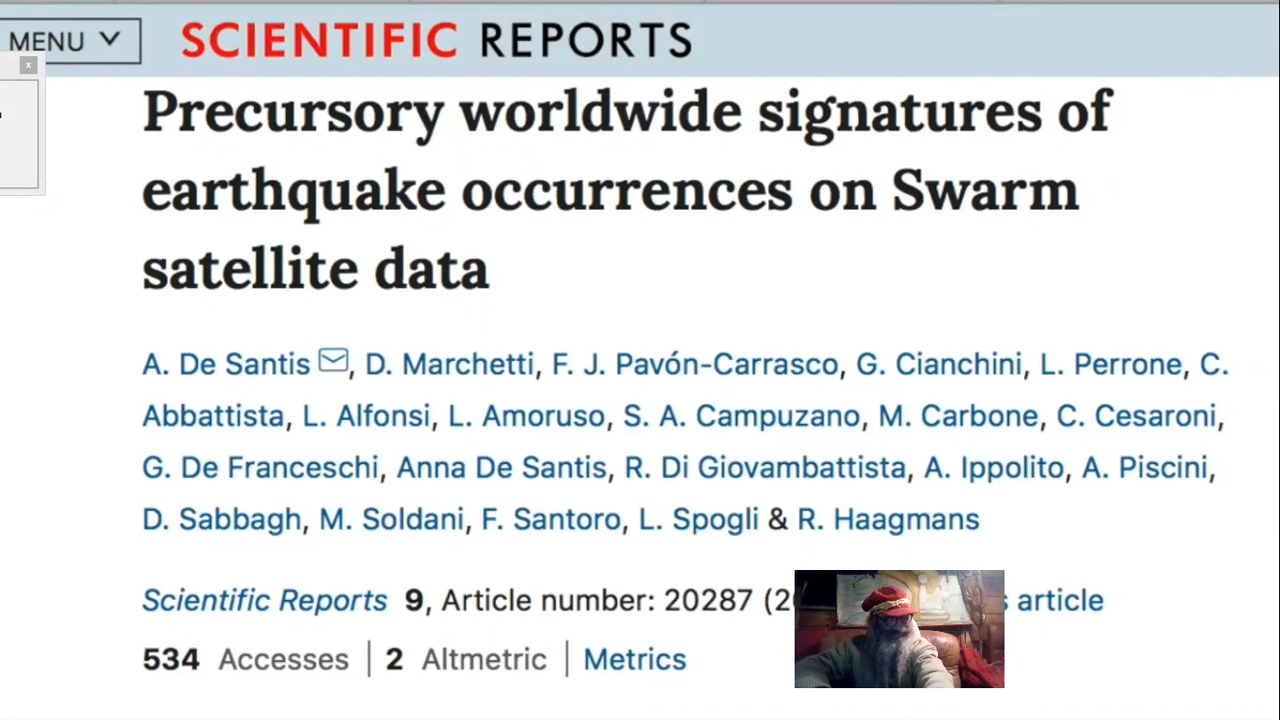 MENU
SCIENTIFIC REPORTS
x
Precursory worldwide signatures of
earthquake occurrences on Swarm
satellite data
A. De Santis, D. Marchetti, F. J. Pavón-Carrasco, G. Cianchini, L. Perrone, C.
Abbattista, L. Alfonsi, L. Amoruso, S. A. Campuzano, M. Carbone, C. Cesaroni,
G. De Franceschi, Anna De Santis, R. Di Giovambattista, A. Ippolito, A. Piscini,
D. Sabbagh, M. Soldani, F. Santoro, L. Spogli & R. Haagmans
Scientific Reports 9, Article number: 20287 article
534 Accesses | 2 Altmetric | Metrics